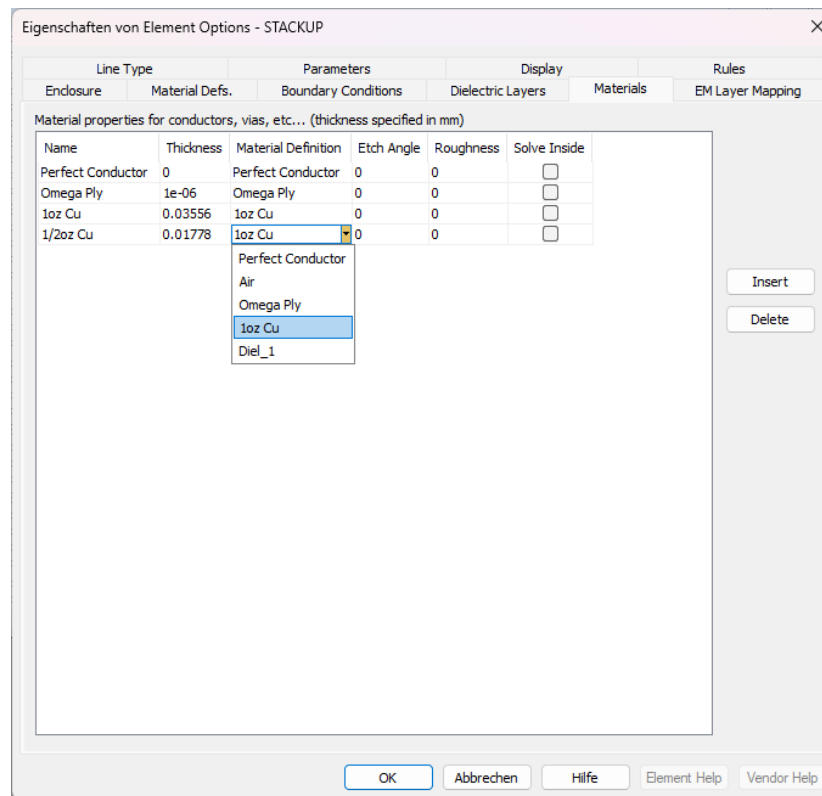 Eigenschaften von Element Options - STACKUP
Line Type Parameters Display Rules
Enclosure Material Defs. Boundary Conditions Dielectric Layers Materials EM Layer Mapping
Material properties for conductors, vias, etc... (thickness specified in mm)
Name Thickness Material Definition Etch Angle Roughness Solve Inside
Perfect Conductor 0 Perfect Conductor 0 0
Omega Ply 1e-06 Omega Ply 0 0
1oz Cu 0.03556 1oz Cu 0 0
1/2oz Cu 0.01778 1oz Cu 0 0
Perfect Conductor
Air
Omega Ply
1oz Cu
Diel_1
Insert
Delete
OK Abbrechen Hilfe Element Help Vendor Help